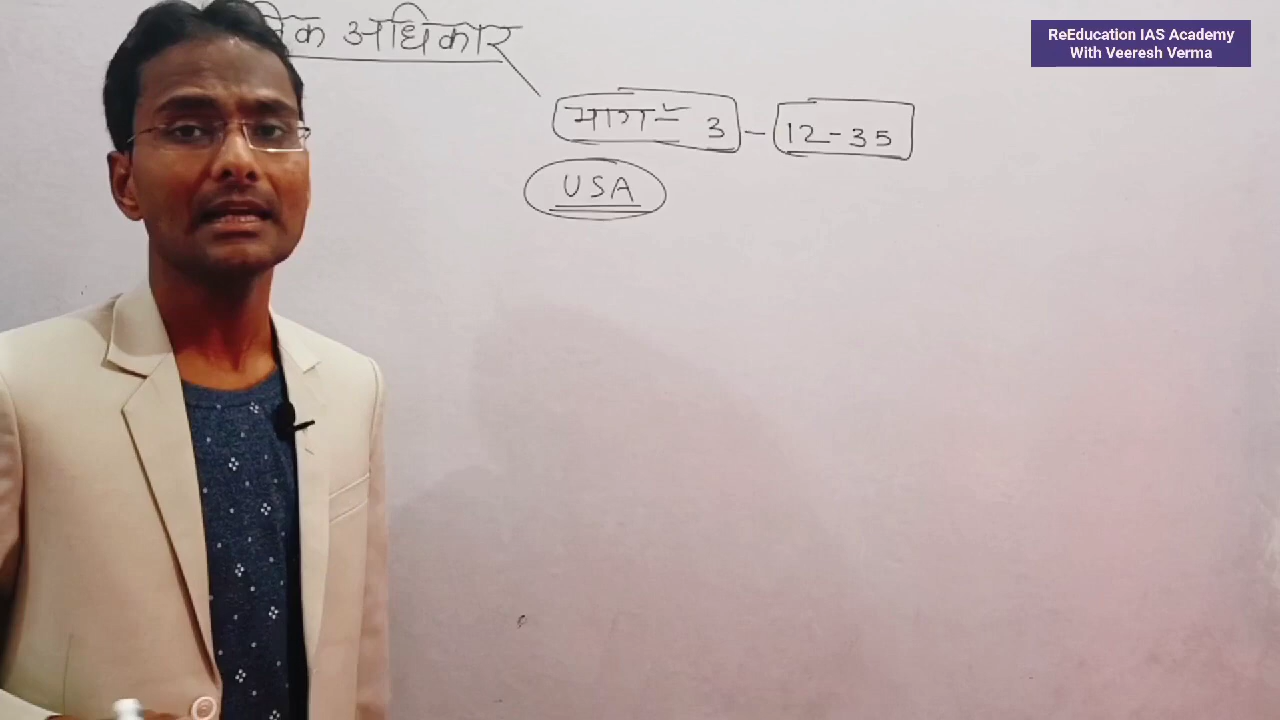 अधिकार
भाग - 3 - 12-35
USA
ReEducation IAS Academy
With Veeresh Verma